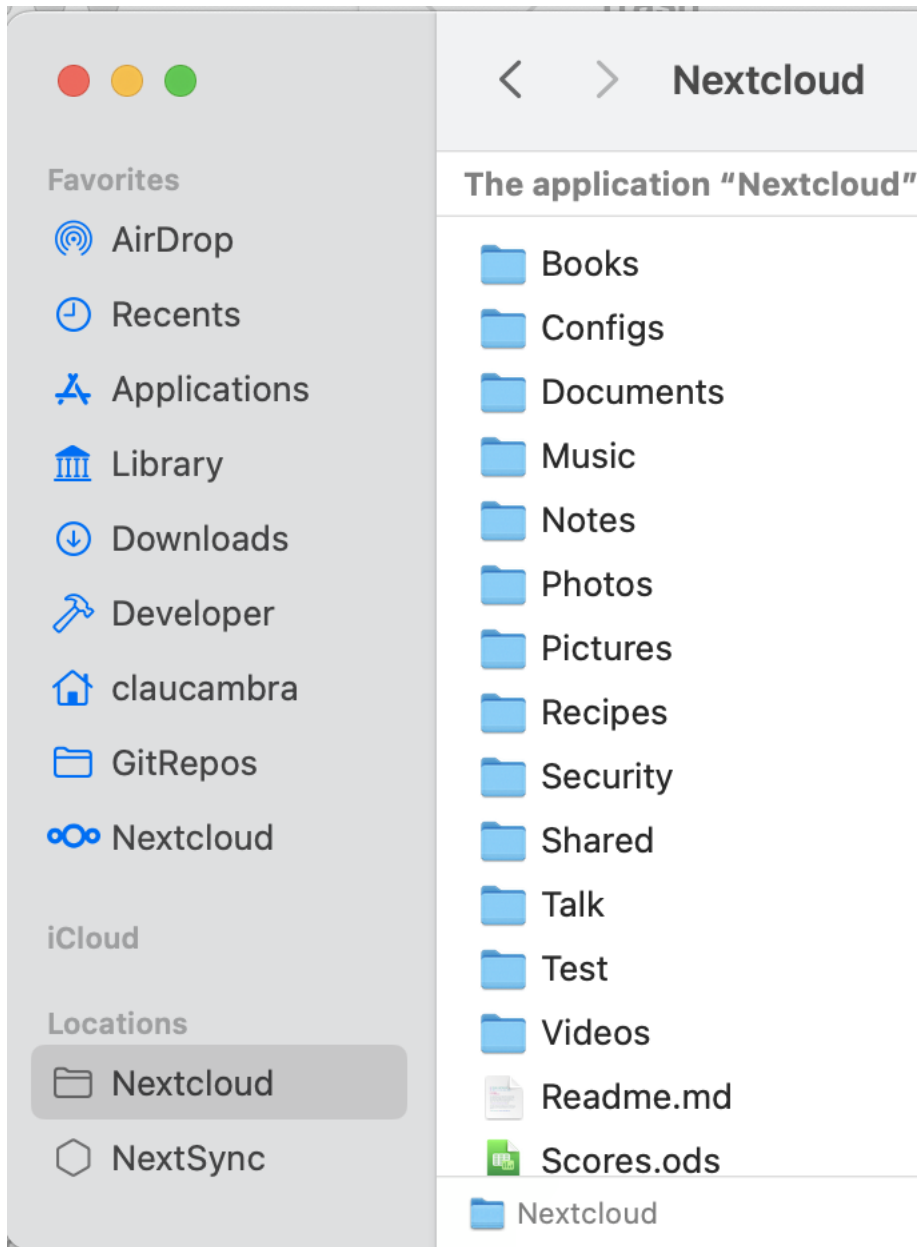 Nextcloud
Favorites
AirDrop
Recents
Applications
Library
Downloads
Developer
claucambra
GitRepos
Nextcloud
iCloud
Locations
Nextcloud
NextSync
The application “Nextcloud”
Books
Configs
Documents
Music
Notes
Photos
Pictures
Recipes
Security
Shared
Talk
Test
Videos
Readme.md
Scores.ods
Nextcloud